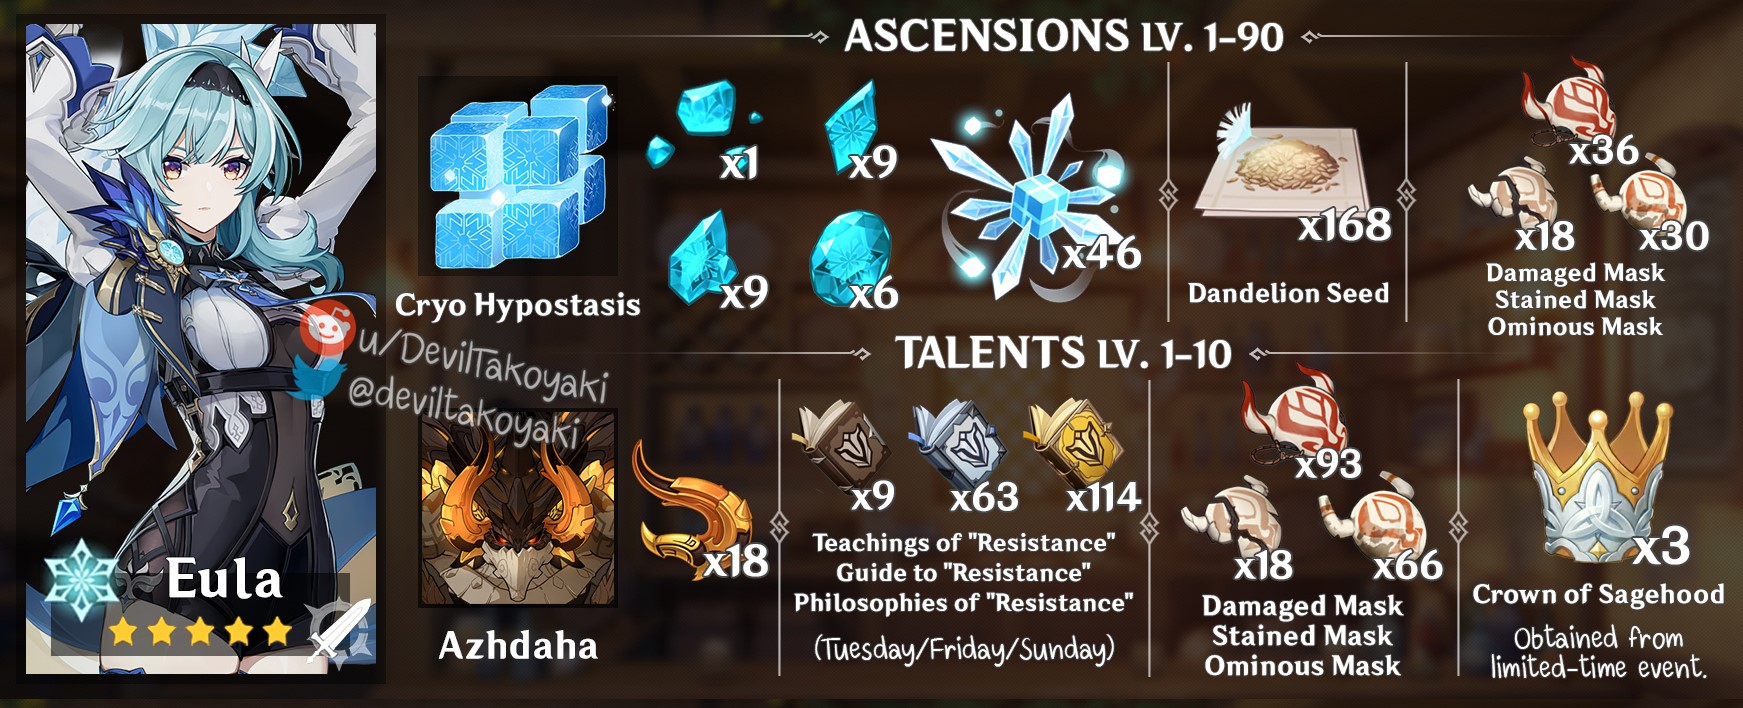 ASCENSIONS LV. 1-90
x1
x9
x9
x6
x46
x168
x36
x18
x30
Cryo Hypostasis
Dandelion Seed
Damaged Mask
Stained Mask
Ominous Mask
u/DevilTakoyaki
@deviltakoyaki
TALENTS LV. 1-10
Eula
Azhdaha
x18
x9
x63
x114
Teachings of "Resistance"
Guide to "Resistance"
Philosophies of "Resistance"
(Tuesday/Friday/Sunday)
x93
x18
x66
Damaged Mask
Stained Mask
Ominous Mask
x3
Crown of Sagehood
Obtained from
limited-time event.